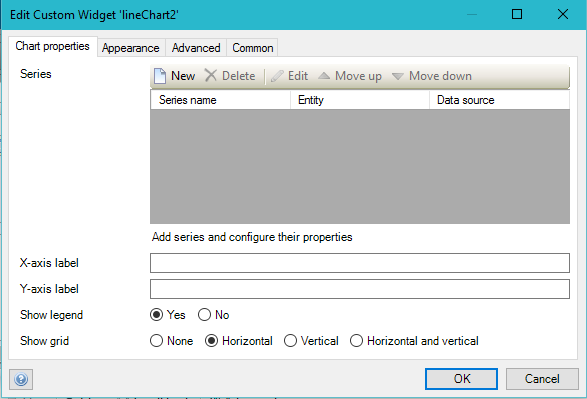 Edit Custom Widget 'lineChart2'
Chart properties Appearance Advanced Common
Series
New Delete Edit Move up Move down
Series name Entity Data source
Add series and configure their properties
X-axis label
Y-axis label
Show legend Yes No
Show grid None Horizontal Vertical Horizontal and vertical
? OK Cancel